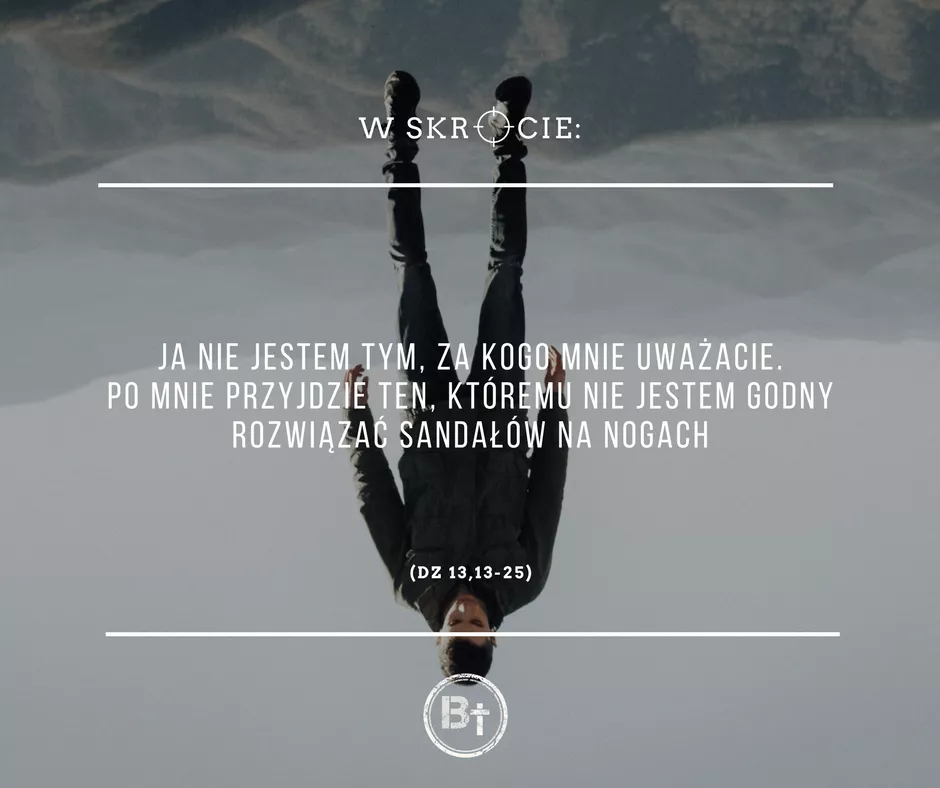 W SKRÓCIE:
JA NIE JESTEM TYM, ZA KOGO MNIE UWAŻACIE.
PO MNIE PRZYJDZIE TEN, KTÓREMU NIE JESTEM GODNY
ROZWIĄZAĆ SANDAŁÓW NA NOGACH
(DZ 13,13-25)
B†